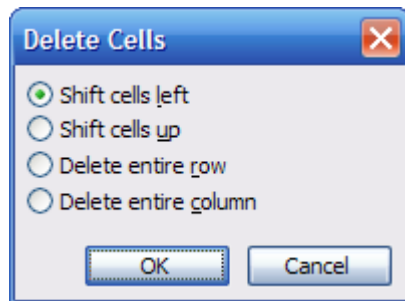 Delete Cells
Shift cells left
Shift cells up
Delete entire row
Delete entire column
OK Cancel